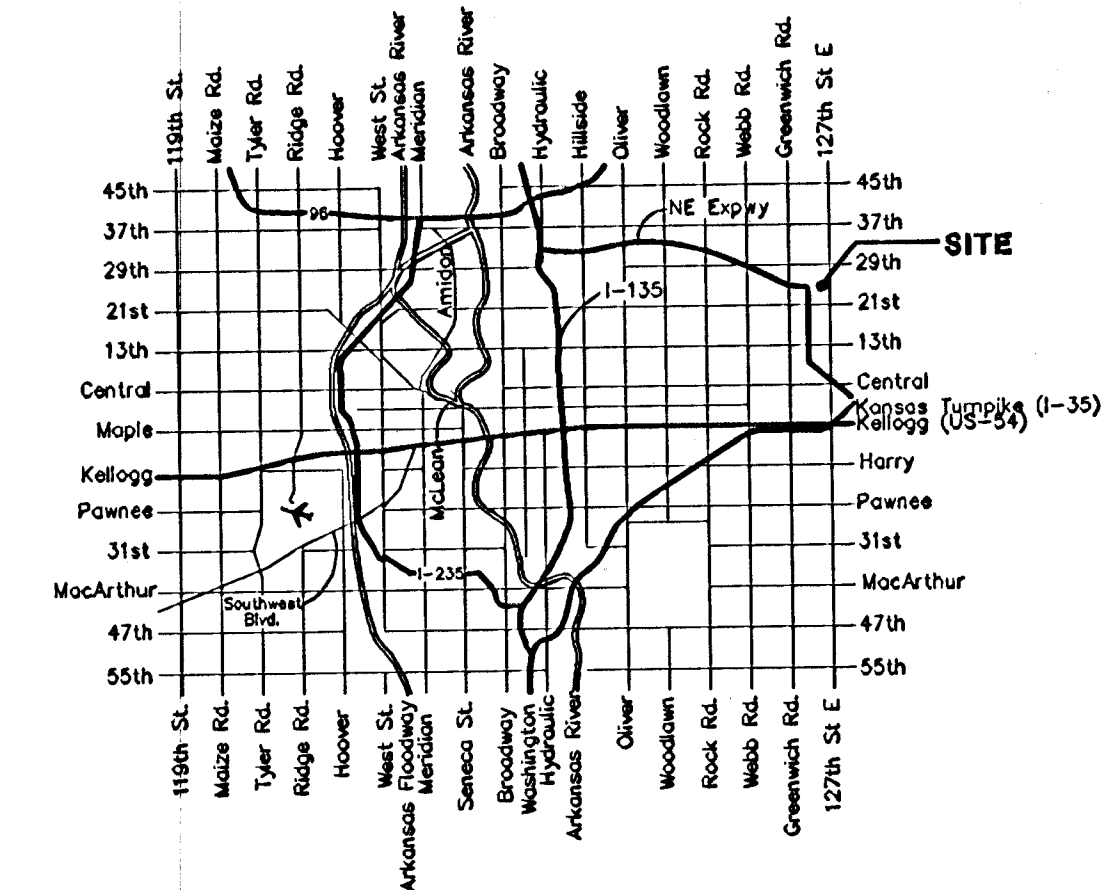 119th St.
Maize Rd.
Tyler Rd.
Ridge Rd.
Hoover
West St.
Arkansas River
Meridian
Arkansas River
Broadway
Hydraulic
Hillside
Oliver
Woodlawn
Rock Rd.
Webb Rd.
Greenwich Rd.
127th St E
45th
37th
29th
21st
13th
Central
Maple
Kellogg
Pawnee
31st
MacArthur
47th
55th
96
Amidon
I-135
NE Expwy
SITE
McLean
I-235
Southwest
Blvd.
45th
37th
29th
21st
13th
Central
Kansas Turnpike (I-35)
Kellogg (US-54)
Harry
Pawnee
31st
MacArthur
47th
55th
119th St.
Maize Rd.
Tyler Rd.
Ridge Rd.
Hoover
West St.
Arkansas Floodway
Meridian
Seneca St.
Broadway
Washington
Hydraulic
Arkansas River
Oliver
Woodlawn
Rock Rd.
Webb Rd.
Greenwich Rd.
127th St E